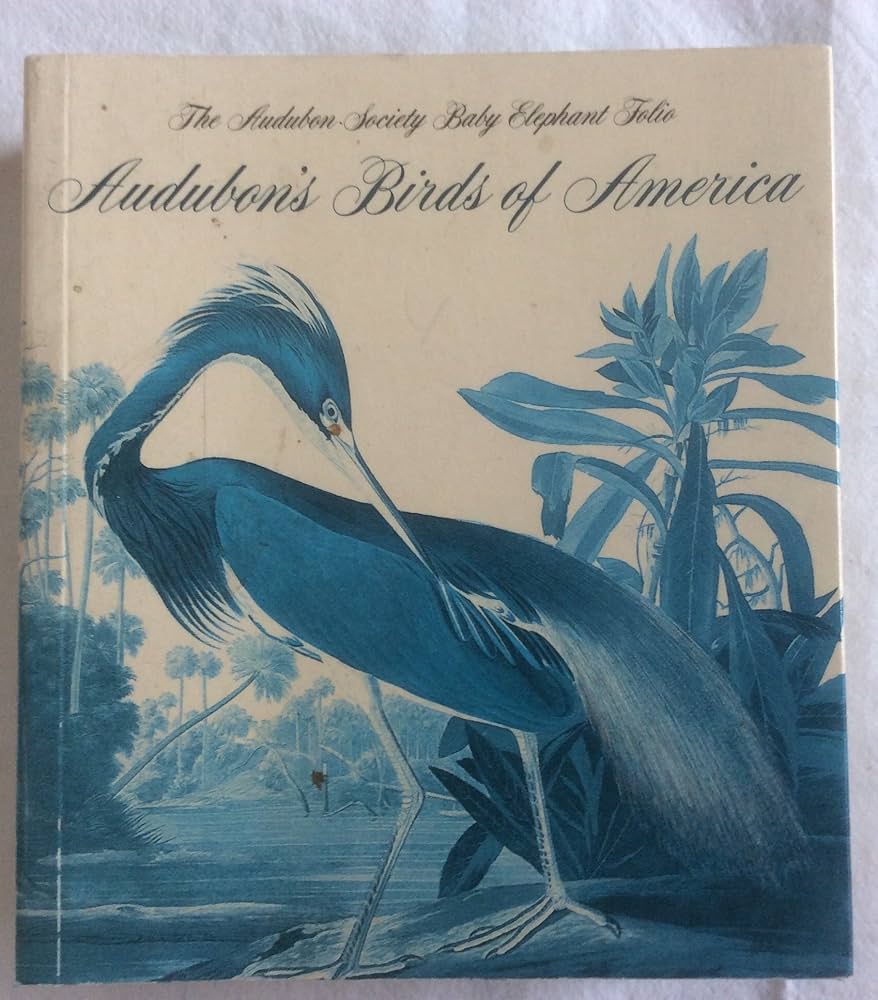 The Audubon Society Baby Elephant Folio
Audubon's Birds of America